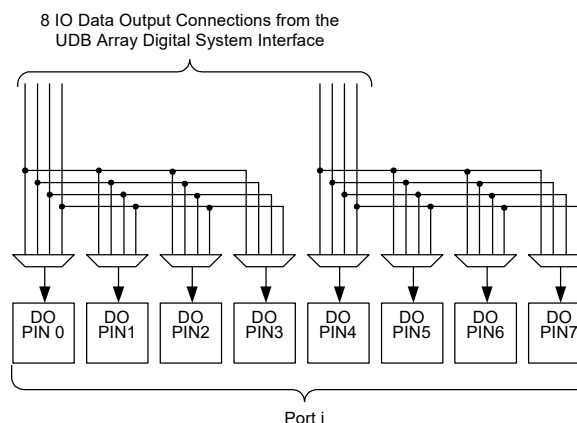 8 IO Data Output Connections from the
UDB Array Digital System Interface
DO
PIN 0
DO
PIN1
DO
PIN2
DO
PIN3
DO
PIN4
DO
PIN5
DO
PIN6
DO
PIN7
Port i